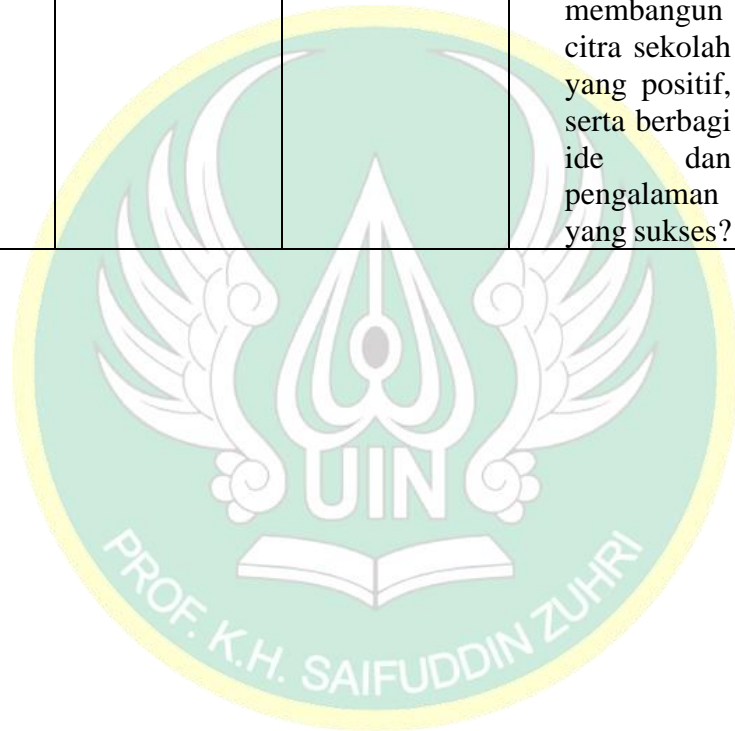 membangun
citra sekolah
yang positif,
serta berbagi
ide dan
pengalaman
yang sukses?
UIN
PROF. K.H. SAIFUDDIN ZUHRI